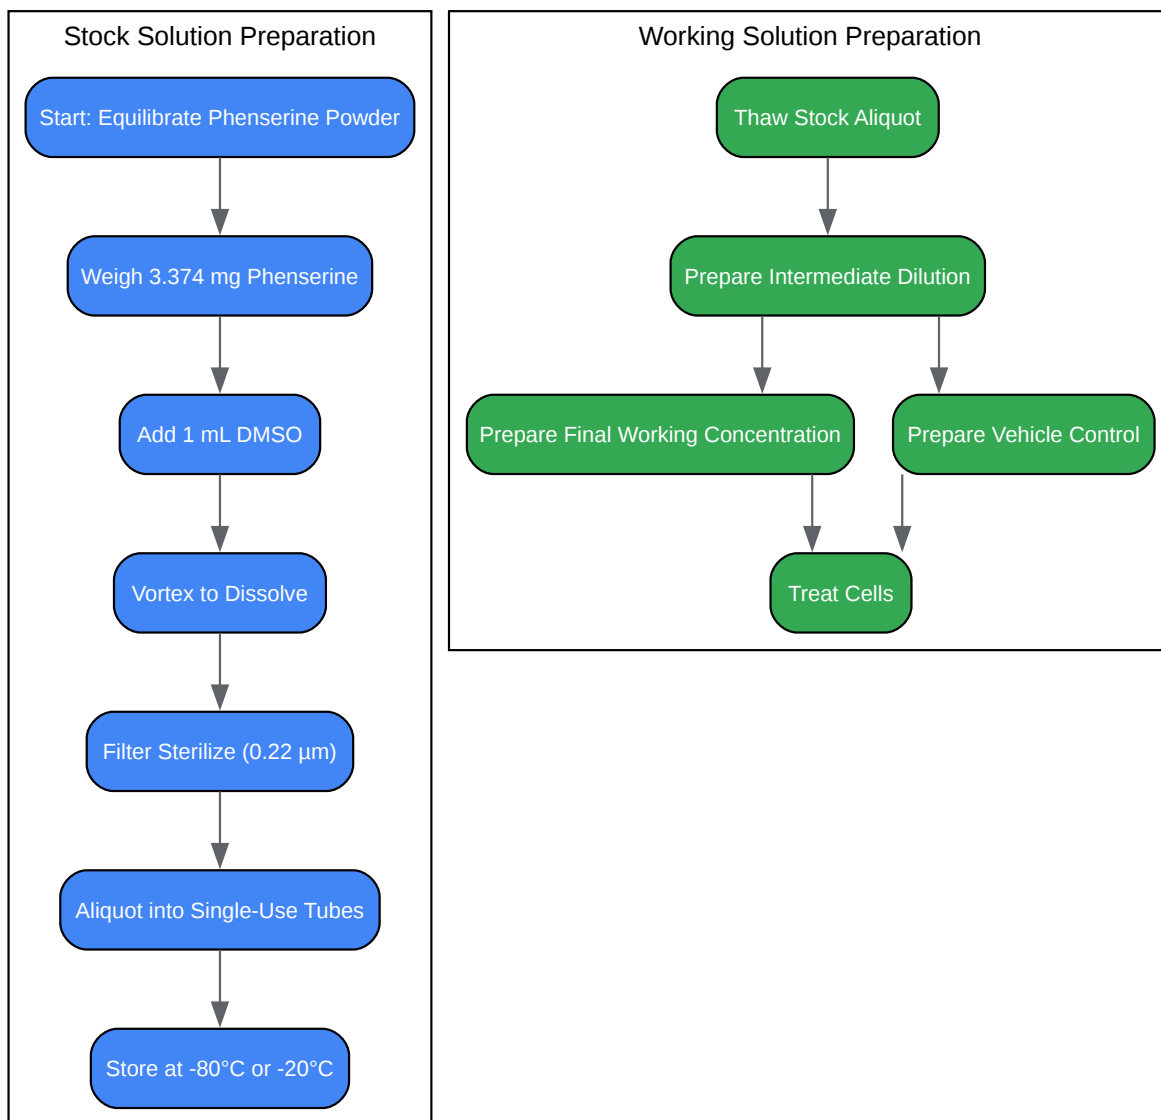 Stock Solution Preparation
Start: Equilibrate Phenserine Powder
Weigh 3.374 mg Phenserine
Add 1 mL DMSO
Vortex to Dissolve
Filter Sterilize (0.22 µm)
Aliquot into Single-Use Tubes
Store at -80°C or -20°C
Working Solution Preparation
Thaw Stock Aliquot
Prepare Intermediate Dilution
Prepare Final Working Concentration
Prepare Vehicle Control
Treat Cells